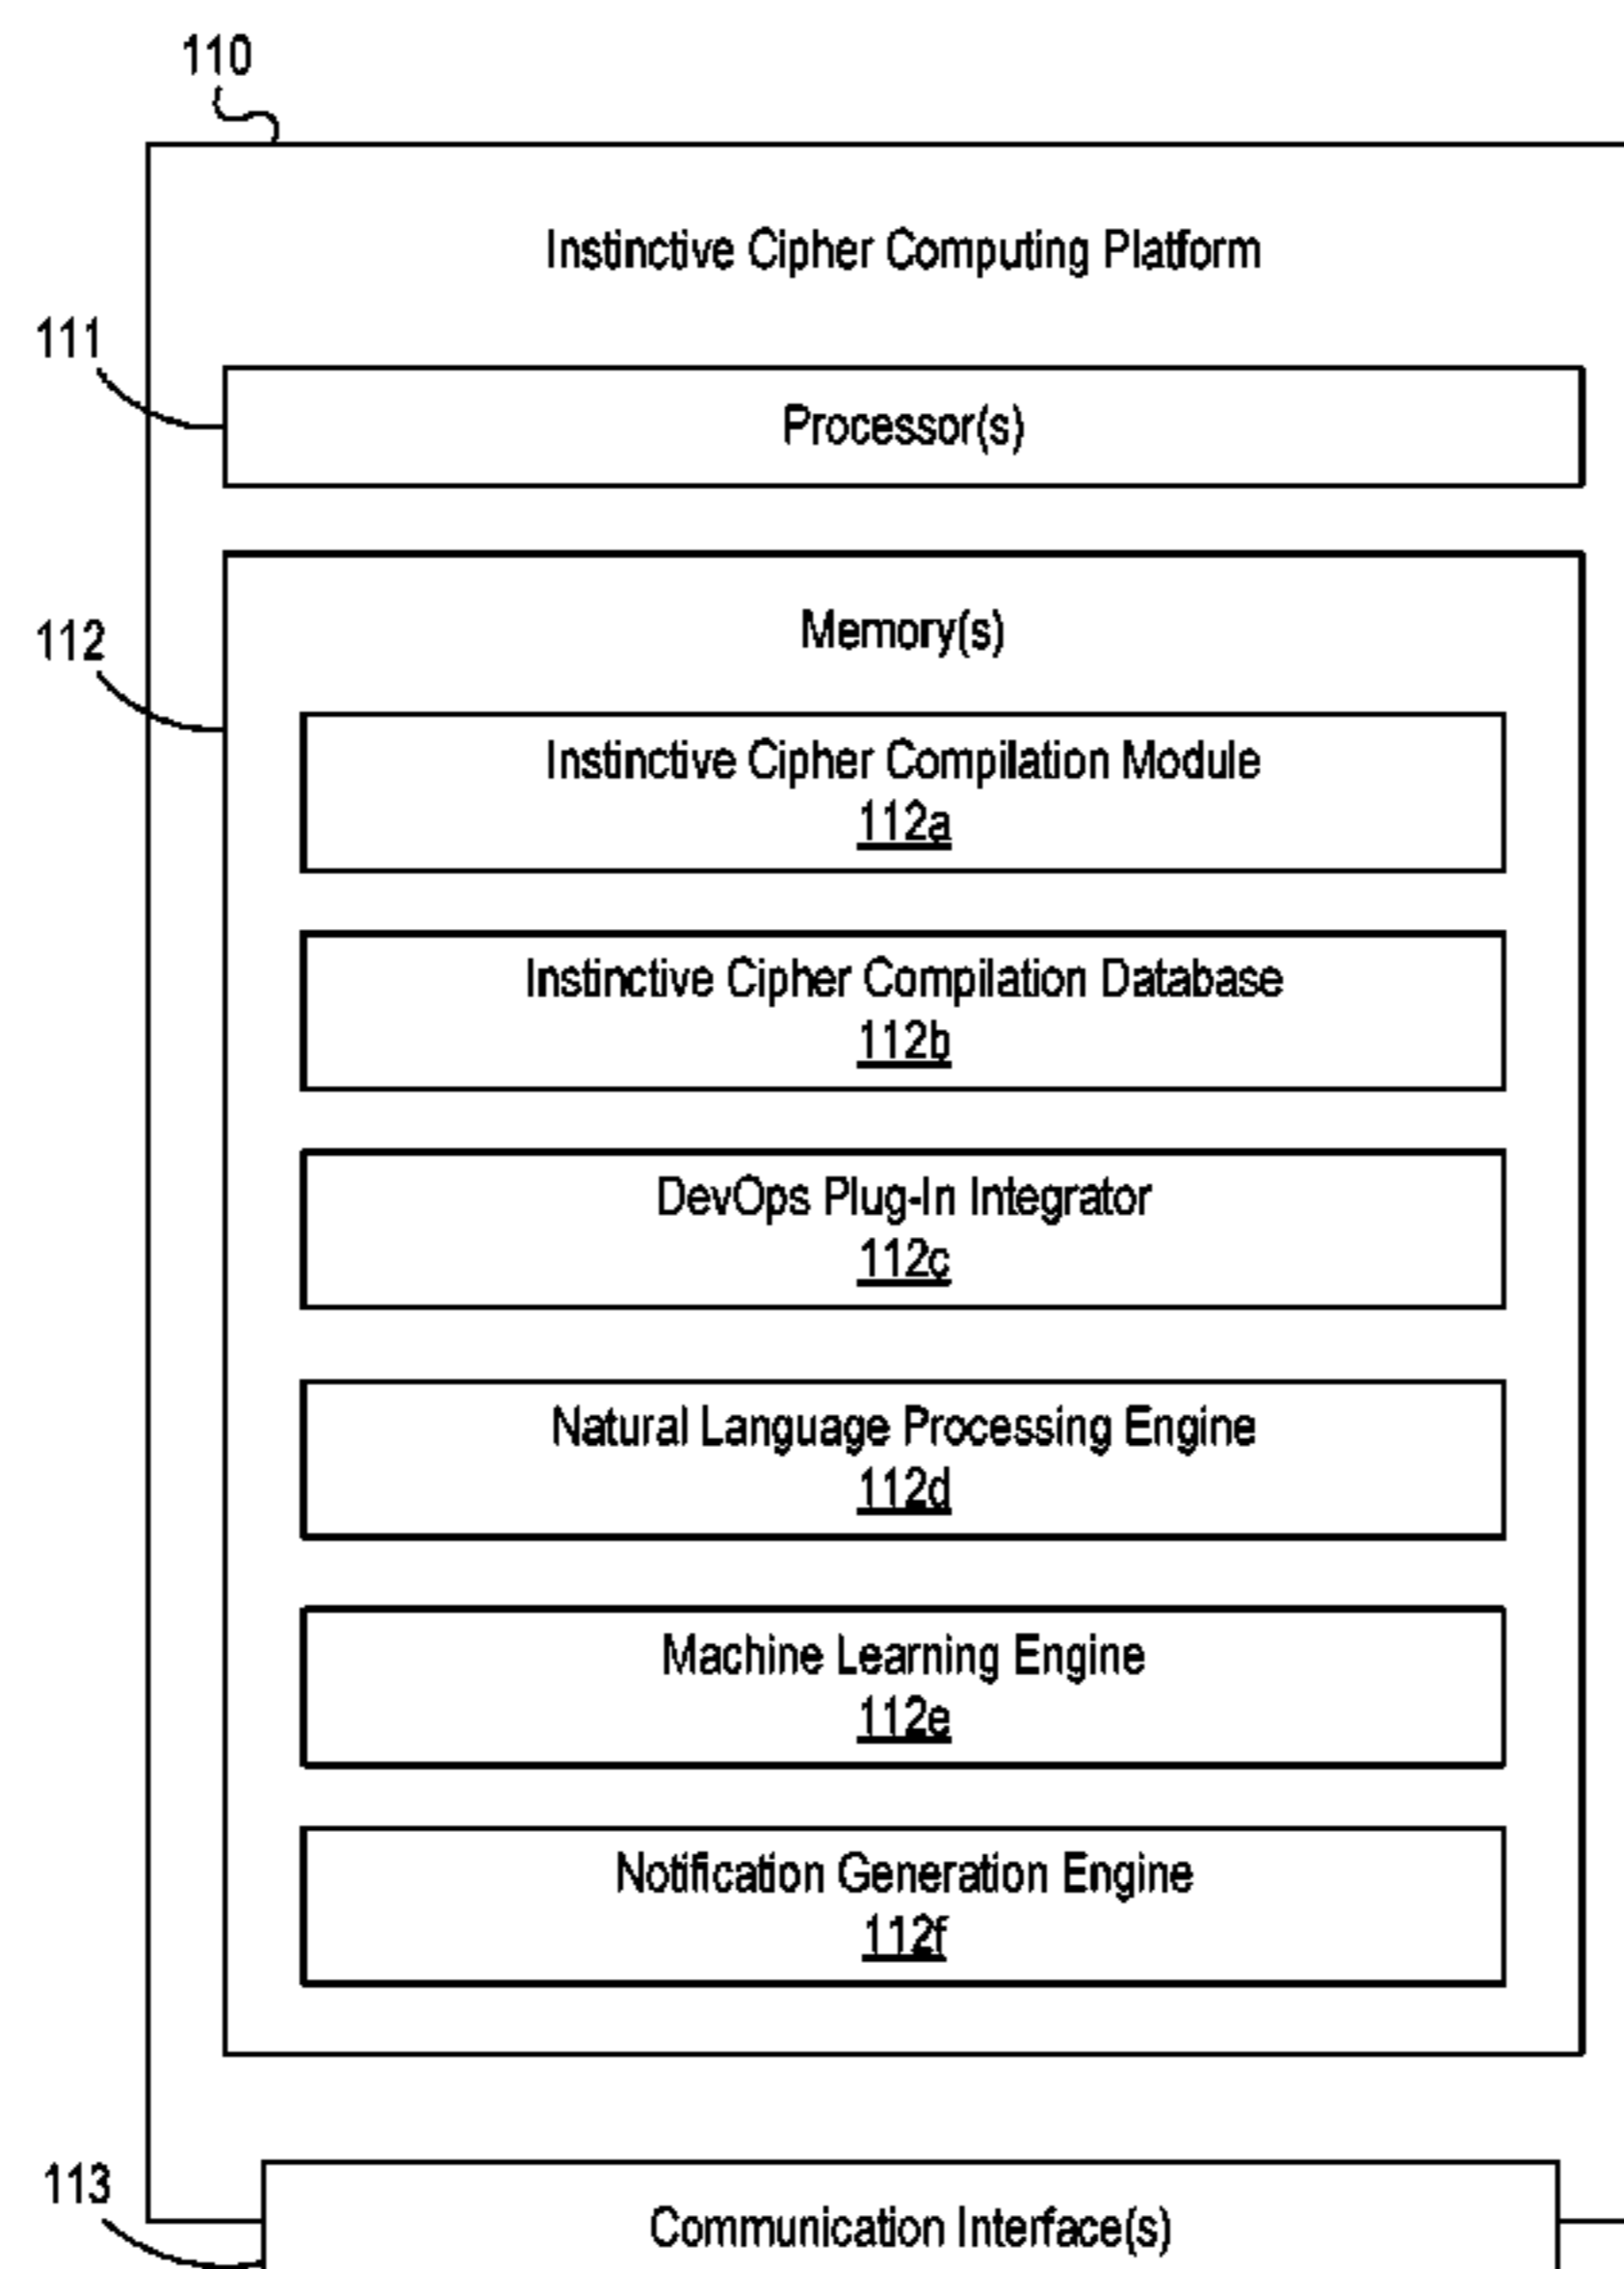 110
Instinctive Cipher Computing Platform
111
Processor(s)
112
Memory(s)
Instinctive Cipher Compilation Module
112a
Instinctive Cipher Compilation Database
112b
DevOps Plug-In Integrator
112c
Natural Language Processing Engine
112d
Machine Learning Engine
112e
Notification Generation Engine
112f
113
Communication Interface(s)